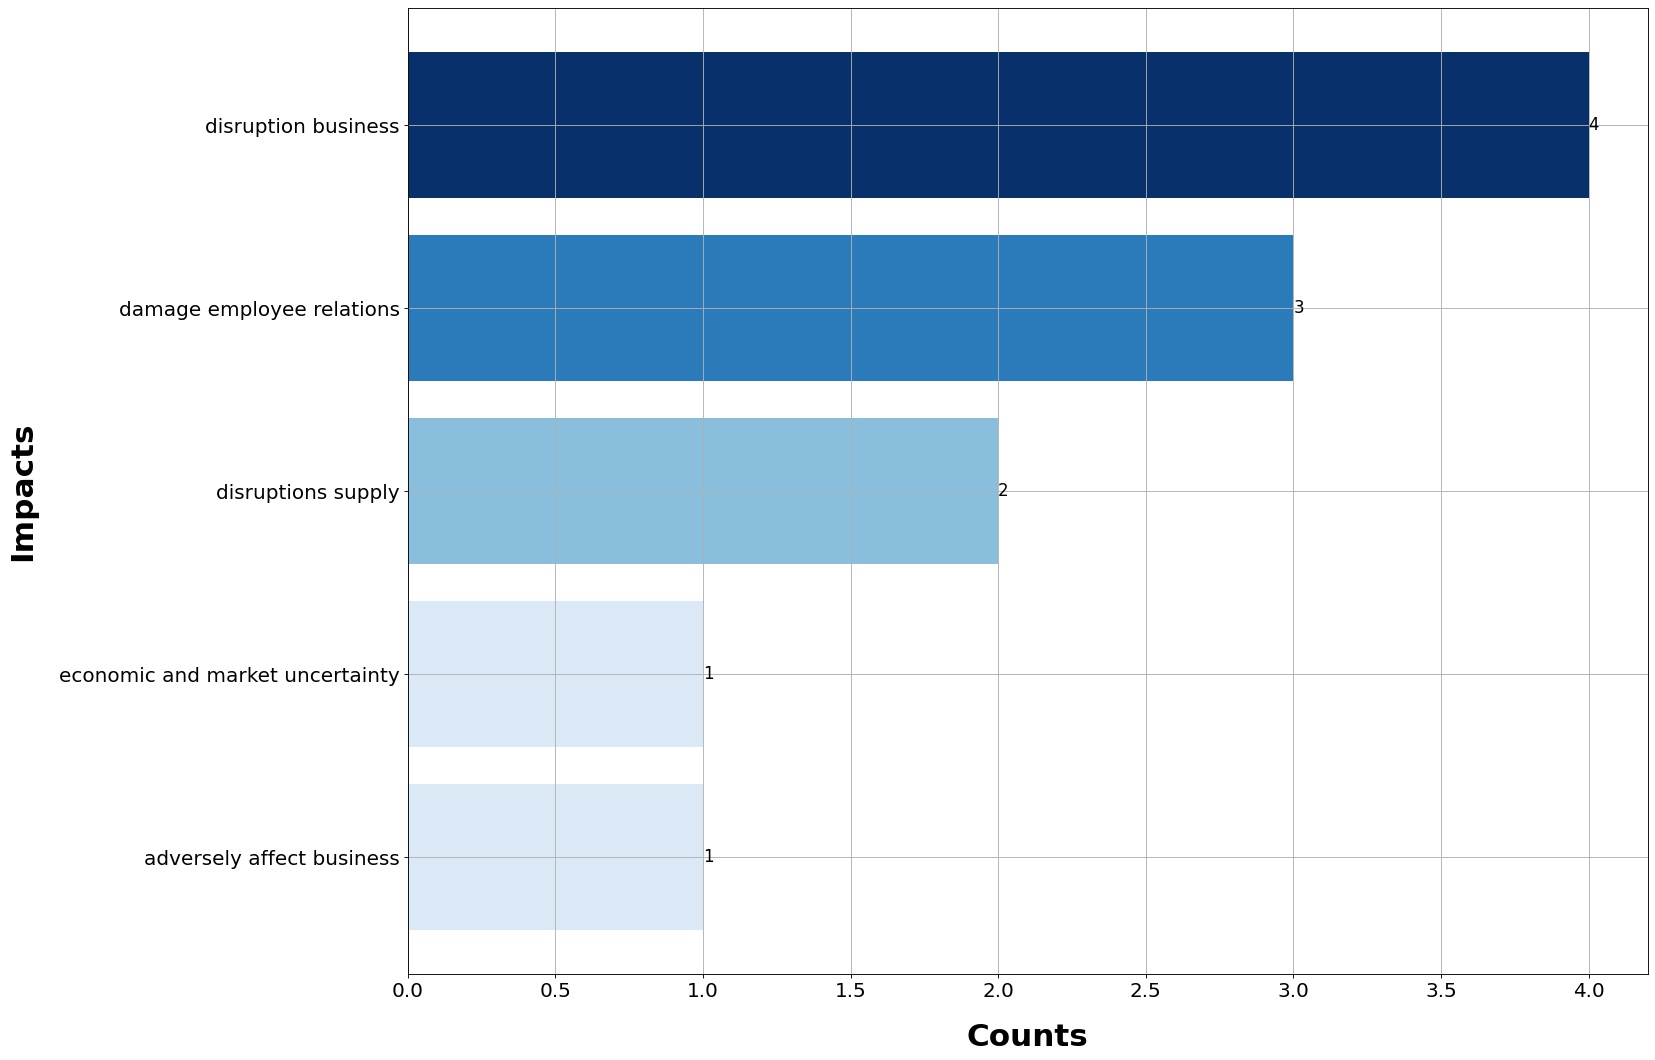 Impacts
disruption business
4
damage employee relations
3
disruptions supply
2
economic and market uncertainty
1
adversely affect business
1
0.0 0.5 1.0 1.5 2.0 2.5 3.0 3.5 4.0
Counts